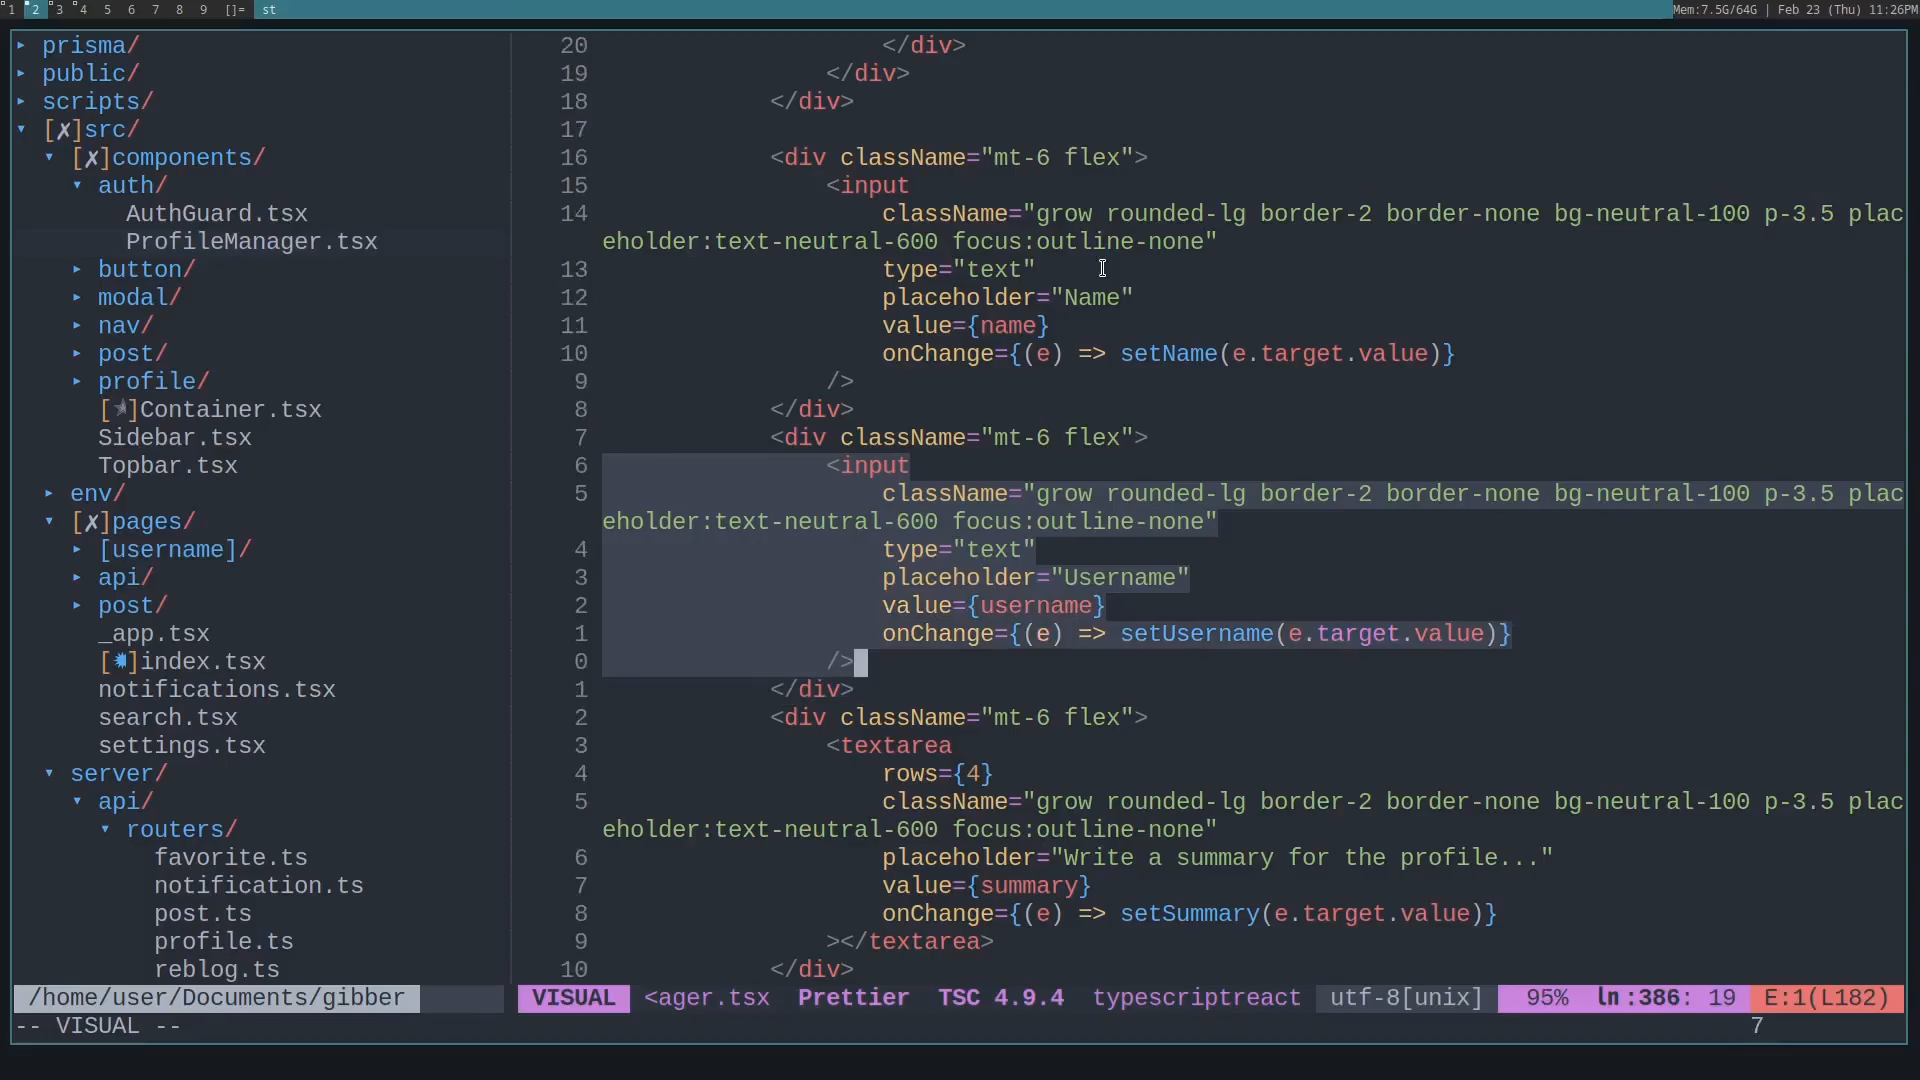 1 2 3 4 5 6 7 8 9 []= st Mem:7.5G/64G | Feb 23 (Thu) 11:26PM
▸ prisma/
▸ public/
▸ scripts/
▾ [✗]src/
▾ [✗]components/
▾ auth/
AuthGuard.tsx
ProfileManager.tsx
▸ button/
▸ modal/
▸ nav/
▸ post/
▸ profile/
[★]Container.tsx
Sidebar.tsx
Topbar.tsx
▸ env/
▾ [✗]pages/
▸ [username]/
▸ api/
▸ post/
_app.tsx
[✹]index.tsx
notifications.tsx
search.tsx
settings.tsx
▾ server/
▾ api/
▾ routers/
favorite.ts
notification.ts
post.ts
profile.ts
reblog.ts
20 </div>
19 </div>
18 </div>
17
16 <div className="mt-6 flex">
15 <input
14 className="grow rounded-lg border-2 border-none bg-neutral-100 p-3.5 plac
eholder:text-neutral-600 focus:outline-none"
13 type="text"
12 placeholder="Name"
11 value={name}
10 onChange={(e) => setName(e.target.value)}
9 />
8 </div>
7 <div className="mt-6 flex">
6 <input
5 className="grow rounded-lg border-2 border-none bg-neutral-100 p-3.5 plac
eholder:text-neutral-600 focus:outline-none"
4 type="text"
3 placeholder="Username"
2 value={username}
1 onChange={(e) => setUsername(e.target.value)}
0 />
1 </div>
2 <div className="mt-6 flex">
3 <textarea
4 rows={4}
5 className="grow rounded-lg border-2 border-none bg-neutral-100 p-3.5 plac
eholder:text-neutral-600 focus:outline-none"
6 placeholder="Write a summary for the profile..."
7 value={summary}
8 onChange={(e) => setSummary(e.target.value)}
9 ></textarea>
10 </div>
/home/user/Documents/gibber VISUAL <ager.tsx Prettier TSC 4.9.4 typescriptreact utf-8[unix] 95% ln:386: 19 E:1(L182)
-- VISUAL -- 7